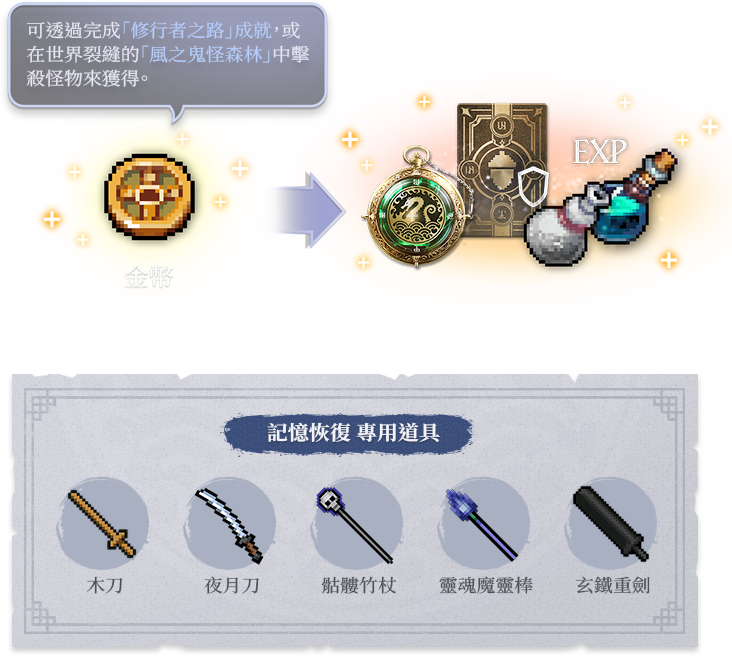 可透過完成「修行者之路」成就，或
在世界裂縫的「風之鬼怪森林」中擊
殺怪物來獲得。
EXP
金幣
記憶恢復 專用道具
木刀
夜月刀
骷髏竹杖
靈魂魔靈棒
玄鐵重劍